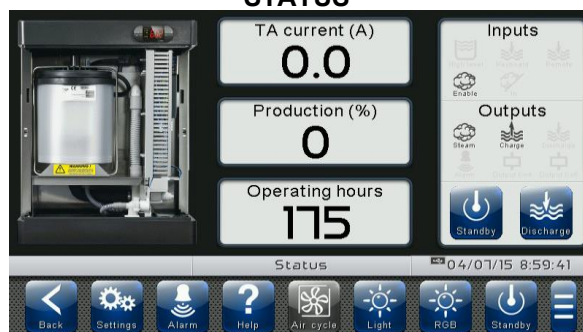 STATUS
TA current (A)
0.0
Production (%)
0
Operating hours
175
Inputs
Enable
Outputs
Steam
Charge
Standby
Discharge
Status
04/07/15 8:59:41
Back
Settings
Alarm
Help
Air cycle
Light
RGB
Standby